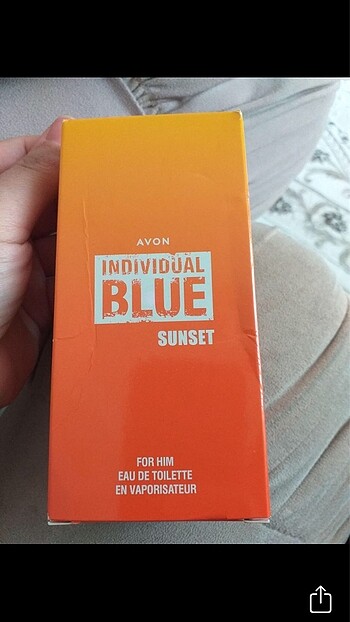 AVON
INDIVIDUAL
BLUE
SUNSET
FOR HIM
EAU DE TOILETTE
EN VAPORISATEUR